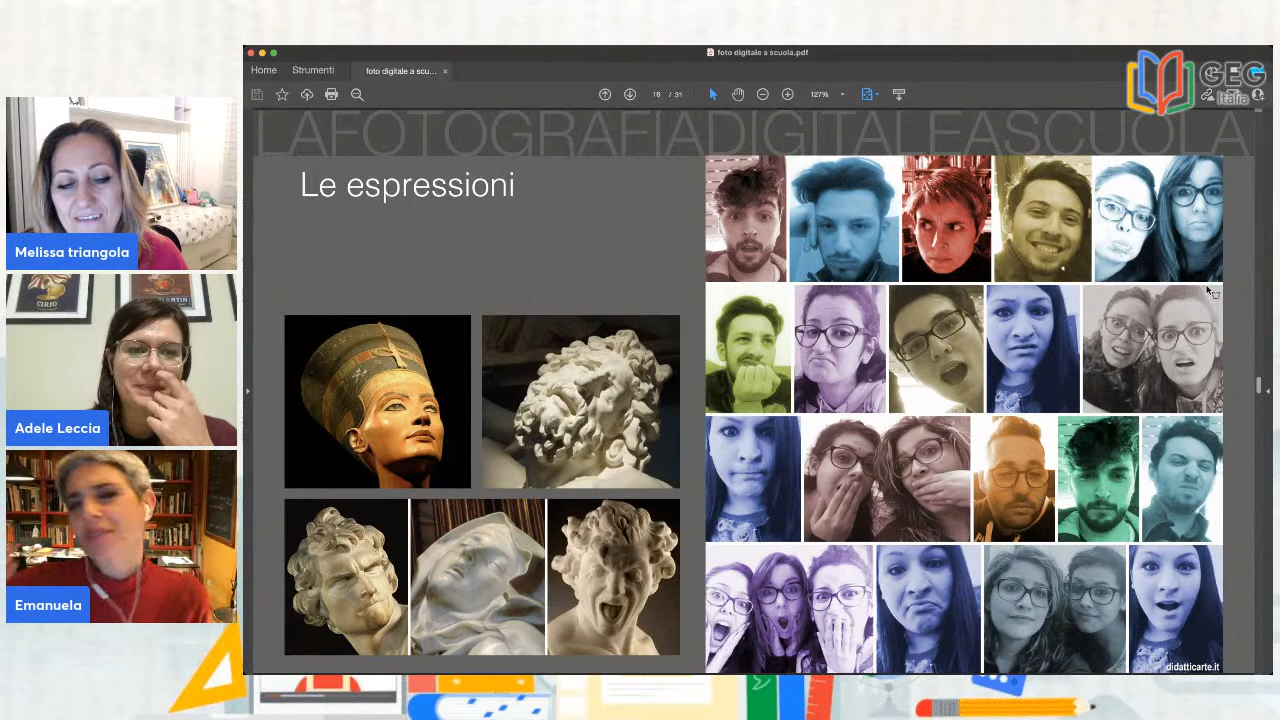 foto digitale a scuola.pdf
Home
Strumenti
foto digitale a scu... ×
16 / 31
127%
GEG
Italia
LAFOTOGRAFIADIGITALEASCUOLA
Le espressioni
Melissa triangola
CIRIO
Adele Leccia
Emanuela
didatticarte.it